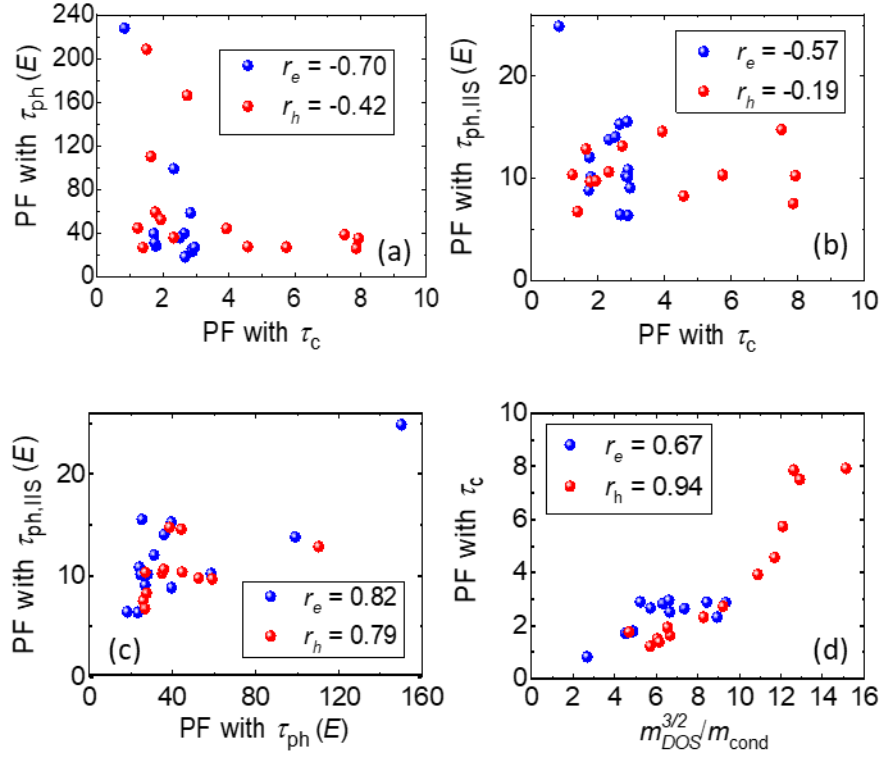 240
200
160
120
80
40
0
PF with τph (E)
re = -0.70
rh = -0.42
(a)
0 2 4 6 8 10
PF with τc
20
10
0
PF with τph,IIS (E)
re = -0.57
rh = -0.19
(b)
0 2 4 6 8 10
PF with τc
20
10
0
PF with τph,IIS (E)
re = 0.82
rh = 0.79
(c)
0 40 80 120 160
PF with τph (E)
10
8
6
4
2
0
PF with τc
re = 0.67
rh = 0.94
(d)
0 2 4 6 8 10 12 14 16
m3/2DOS/mcond